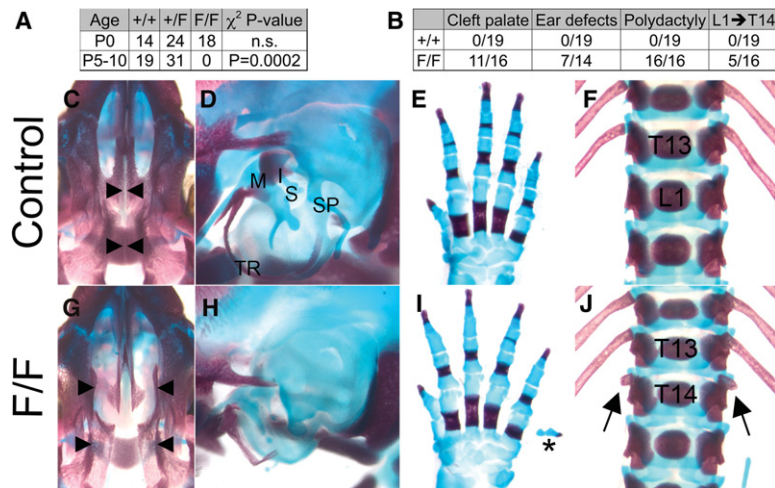 A
Age +/+ +/F F/F χ² P-value
P0 14 24 18 n.s.
P5-10 19 31 0 P=0.0002
B
Cleft palate Ear defects Polydactyly L1➔T14
+/+ 0/19 0/19 0/19 0/19
F/F 11/16 7/14 16/16 5/16
Control
C
D
M
I
S
SP
TR
E
F
T13
L1
F/F
G
H
I
*
J
T13
T14